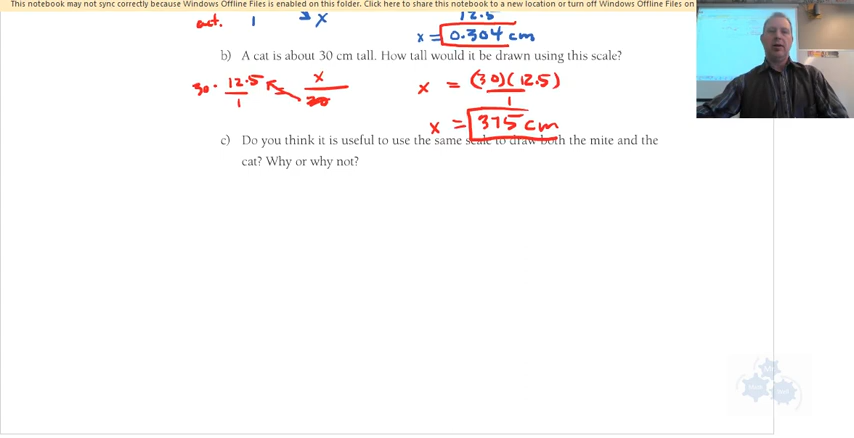 This notebook may not sync correctly because Windows Offline Files is enabled on this folder. Click here to share this notebook to a new location or turn off Windows Offline Files on
act. 1 x 12.5
x = 0.304 cm
b) A cat is about 30 cm tall. How tall would it be drawn using this scale?
30 · 12.5/1 x/30 x = (30)(12.5)/1
x = 375 cm
c) Do you think it is useful to use the same scale to draw both the mite and the
cat? Why or why not?